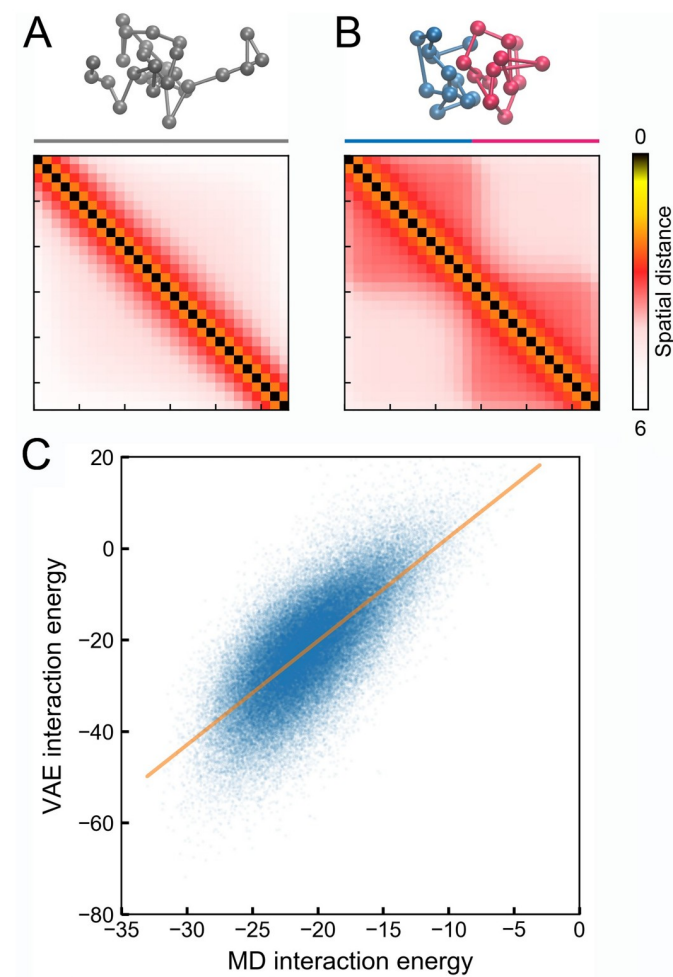 A
B
0
Spatial distance
6
C
20
0
−20
−40
−60
−80
VAE interaction energy
−35
−30
−25
−20
−15
−10
−5
0
MD interaction energy